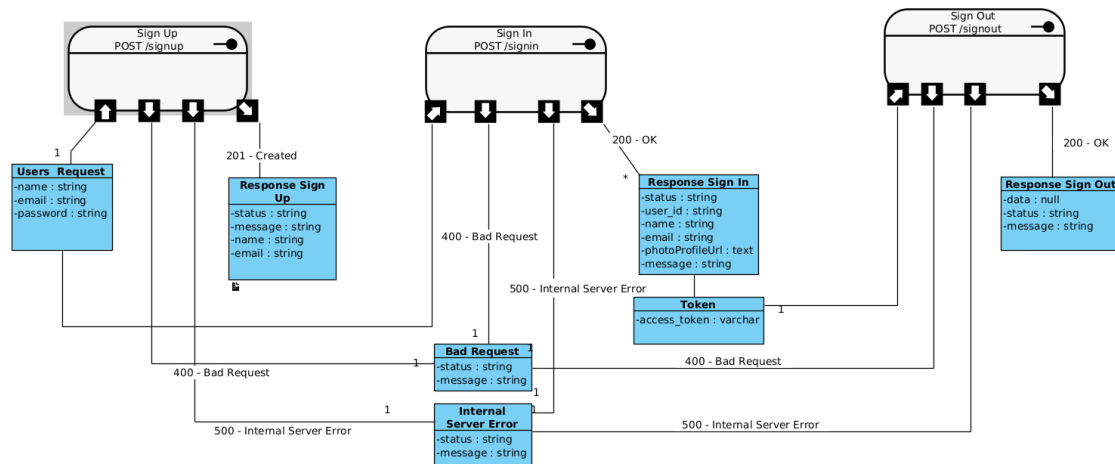 Sign Up
POST /signup
Sign In
POST /signin
Sign Out
POST /signout
1
201 - Created
200 - OK
200 - OK
*
Users Request
-name : string
-email : string
-password : string
Response Sign
Up
-status : string
-message : string
-name : string
-email : string
Response Sign In
-status : string
-user_id : string
-name : string
-email : string
-photoProfileUrl : text
-message : string
Response Sign Out
-data : null
-status : string
-message : string
400 - Bad Request
500 - Internal Server Error
Token
-access_token : varchar
1
1
1
1
Bad Request
-status : string
-message : string
400 - Bad Request
400 - Bad Request
1
1
1
Internal
Server Error
-status : string
-message : string
500 - Internal Server Error
500 - Internal Server Error